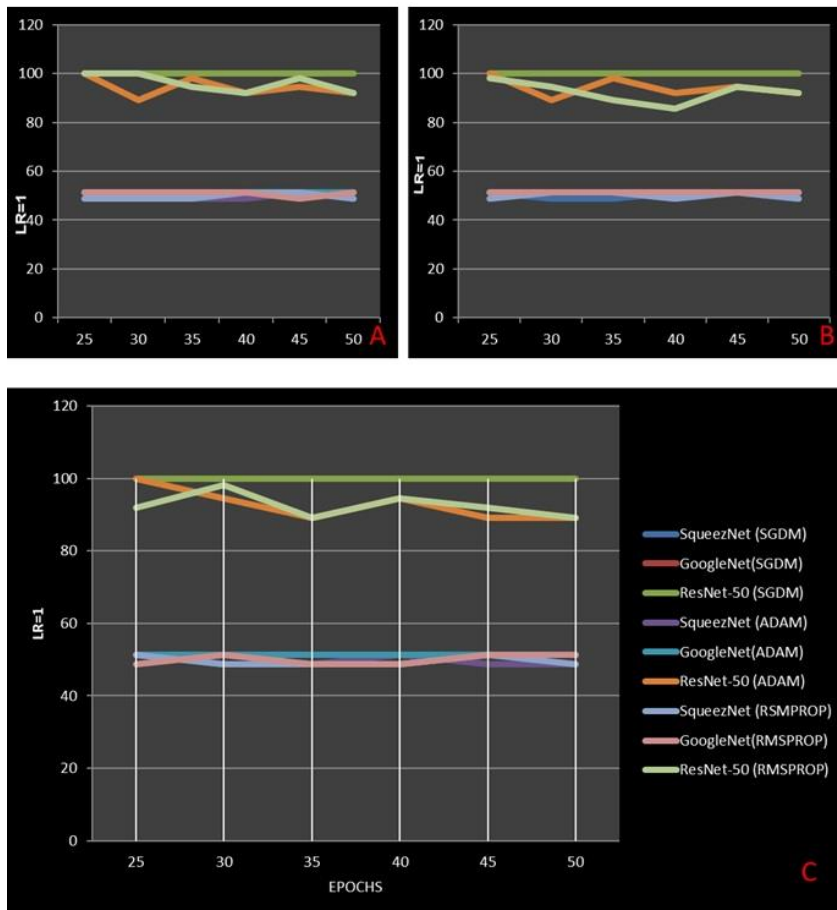 120
100
80
60
40
20
0
LR=1
25 30 35 40 45 50
A
120
100
80
60
40
20
0
LR=1
25 30 35 40 45 50
B
120
100
80
60
40
20
0
LR=1
25 30 35 40 45 50
EPOCHS
SqueezNet (SGDM)
GoogleNet(SGDM)
ResNet-50 (SGDM)
SqueezNet (ADAM)
GoogleNet(ADAM)
ResNet-50 (ADAM)
SqueezNet (RSMPROP)
GoogleNet(RMSPROP)
ResNet-50 (RMSPROP)
C